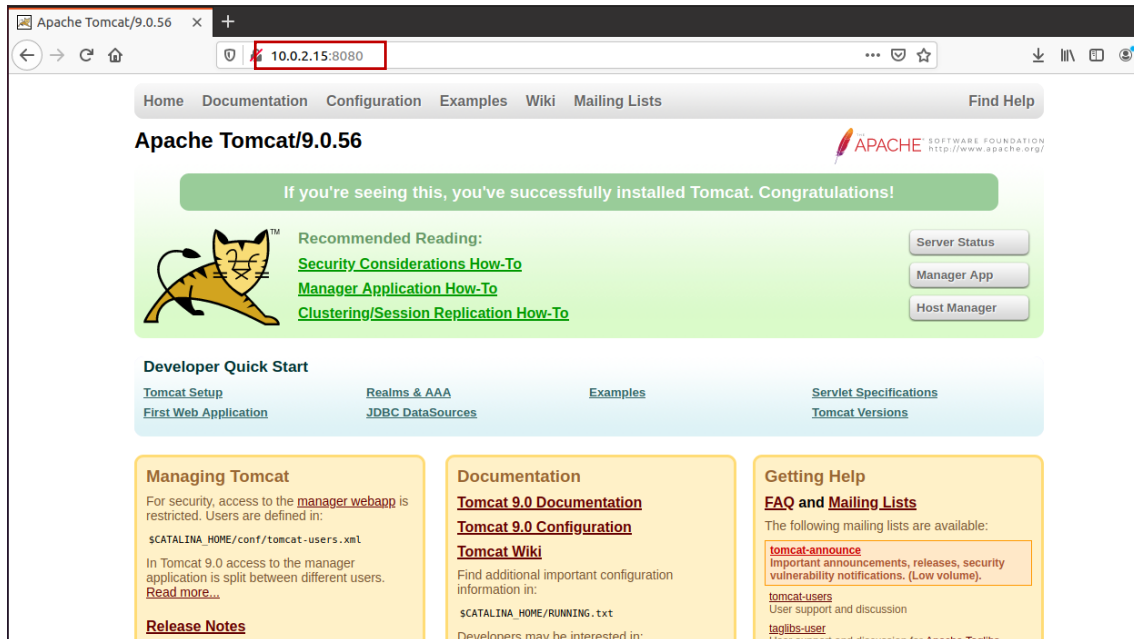 Apache Tomcat/9.0.56
10.0.2.15:8080
Home Documentation Configuration Examples Wiki Mailing Lists Find Help
Apache Tomcat/9.0.56
THE
APACHE SOFTWARE FOUNDATION
http://www.apache.org/
If you're seeing this, you've successfully installed Tomcat. Congratulations!
TM
Recommended Reading:
Security Considerations How-To
Manager Application How-To
Clustering/Session Replication How-To
Server Status
Manager App
Host Manager
Developer Quick Start
Tomcat Setup
First Web Application
Realms & AAA
JDBC DataSources
Examples
Servlet Specifications
Tomcat Versions
Managing Tomcat
For security, access to the manager webapp is
restricted. Users are defined in:
$CATALINA_HOME/conf/tomcat-users.xml
In Tomcat 9.0 access to the manager
application is split between different users.
Read more...
Release Notes
Documentation
Tomcat 9.0 Documentation
Tomcat 9.0 Configuration
Tomcat Wiki
Find additional important configuration
information in:
$CATALINA_HOME/RUNNING.txt
Developers may be interested in:
Getting Help
FAQ and Mailing Lists
The following mailing lists are available:
tomcat-announce
Important announcements, releases, security
vulnerability notifications. (Low volume).
tomcat-users
User support and discussion
taglibs-user
User support and discussion for Apache Taglibs